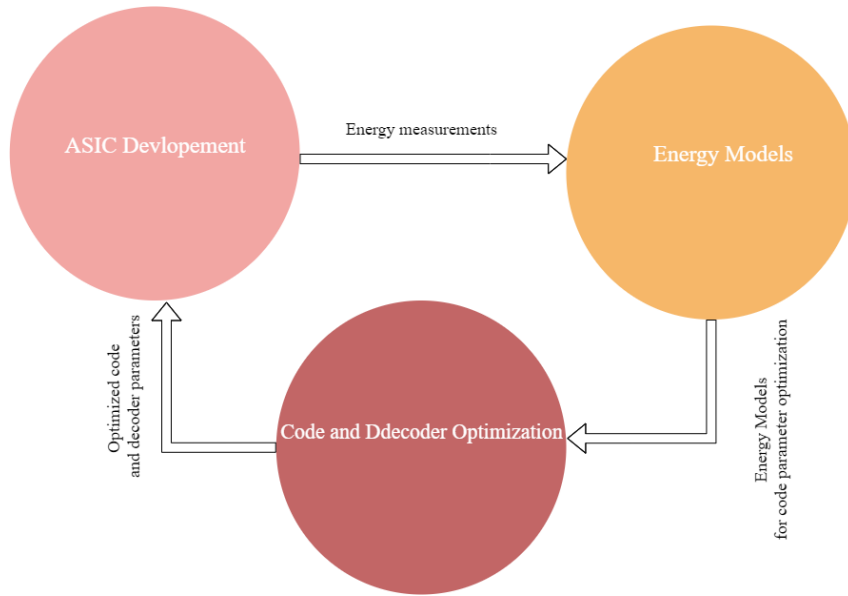 ASIC Devlopement
Energy measurements
Energy Models
Optimized code
and decoder parameters
Code and Ddecoder Optimization
Energy Models
for code parameter optimization